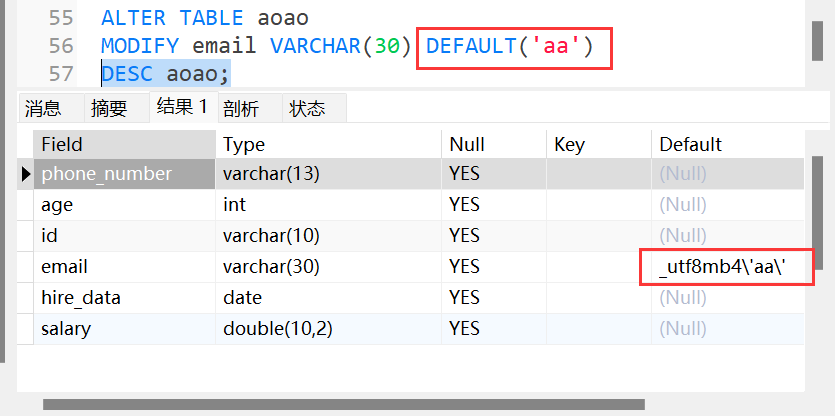 55 ALTER TABLE aoao
56 MODIFY email VARCHAR(30) DEFAULT('aa')
57 DESC aoao;
消息 摘要 结果 1 剖析 状态
Field Type Null Key Default
phone_number varchar(13) YES (Null)
age int YES (Null)
id varchar(10) YES (Null)
email varchar(30) YES _utf8mb4\'aa\'
hire_data date YES (Null)
salary double(10,2) YES (Null)